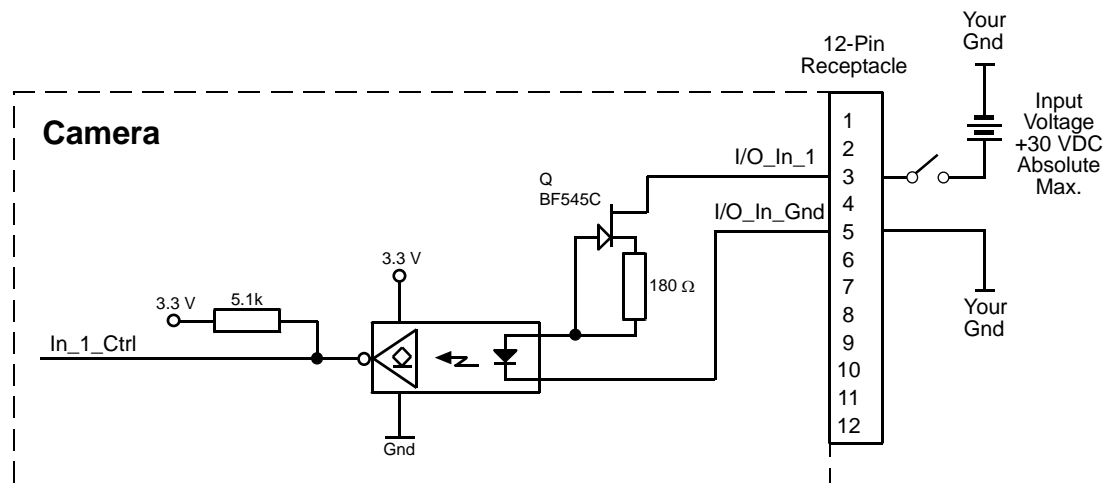 Your
Gnd
12-Pin
Receptacle
Input
Voltage
+30 VDC
Absolute
Max.
Camera
1
2
3
4
5
6
7
8
9
10
11
12
I/O_In_1
Q
BF545C
I/O_In_Gnd
3.3 V
180 Ω
3.3 V
5.1k
In_1_Ctrl
Gnd
Your
Gnd